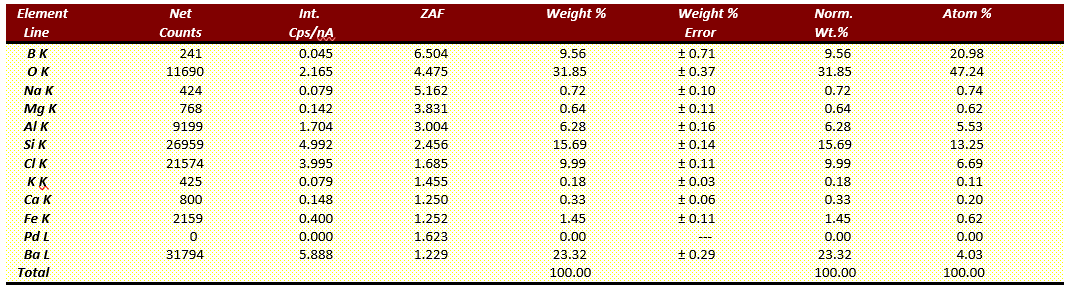 Element Net Int. ZAF Weight % Weight % Norm. Atom %
Line Counts Cps/nA Error Wt.%
B K 241 0.045 6.504 9.56 ± 0.71 9.56 20.98
O K 11690 2.165 4.475 31.85 ± 0.37 31.85 47.24
Na K 424 0.079 5.162 0.72 ± 0.10 0.72 0.74
Mg K 768 0.142 3.831 0.64 ± 0.11 0.64 0.62
Al K 9199 1.704 3.004 6.28 ± 0.16 6.28 5.53
Si K 26959 4.992 2.456 15.69 ± 0.14 15.69 13.25
Cl K 21574 3.995 1.685 9.99 ± 0.11 9.99 6.69
K K 425 0.079 1.455 0.18 ± 0.03 0.18 0.11
Ca K 800 0.148 1.250 0.33 ± 0.06 0.33 0.20
Fe K 2159 0.400 1.252 1.45 ± 0.11 1.45 0.62
Pd L 0 0.000 1.623 0.00 --- 0.00 0.00
Ba L 31794 5.888 1.229 23.32 ± 0.29 23.32 4.03
Total 100.00 100.00 100.00